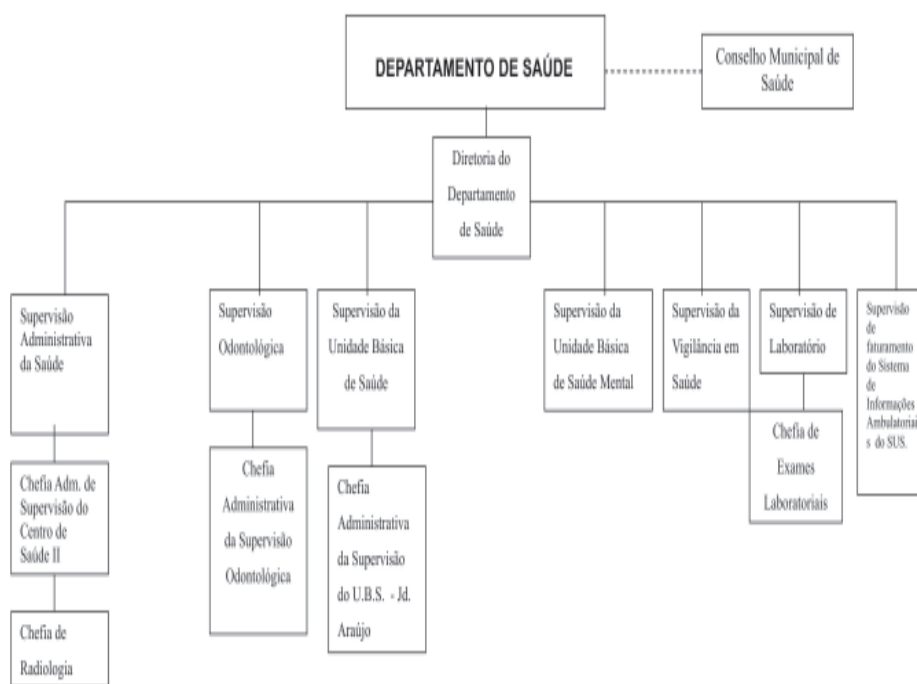 DEPARTAMENTO DE SAÚDE
Conselho Municipal de
Saúde
Diretoria do
Departamento
de Saúde
Supervisão
Administrativa
da Saúde
Supervisão
Odontológica
Supervisão da
Unidade Básica
de Saúde
Supervisão da
Unidade Básica
de Saúde Mental
Supervisão da
Vigilância em
Saúde
Supervisão de
Laboratório
Supervisão
de
faturamento
do Sistema
de
Informações
Ambulatoriai
s do SUS.
Chefia Adm. de
Supervisão do
Centro de
Saúde II
Chefia
Administrativa
da Supervisão
Odontológica
Chefia
Administrativa
da Supervisão
do U.B.S. - Jd.
Araújo
Chefia de
Exames
Laboratoriais
Chefia de
Radiologia